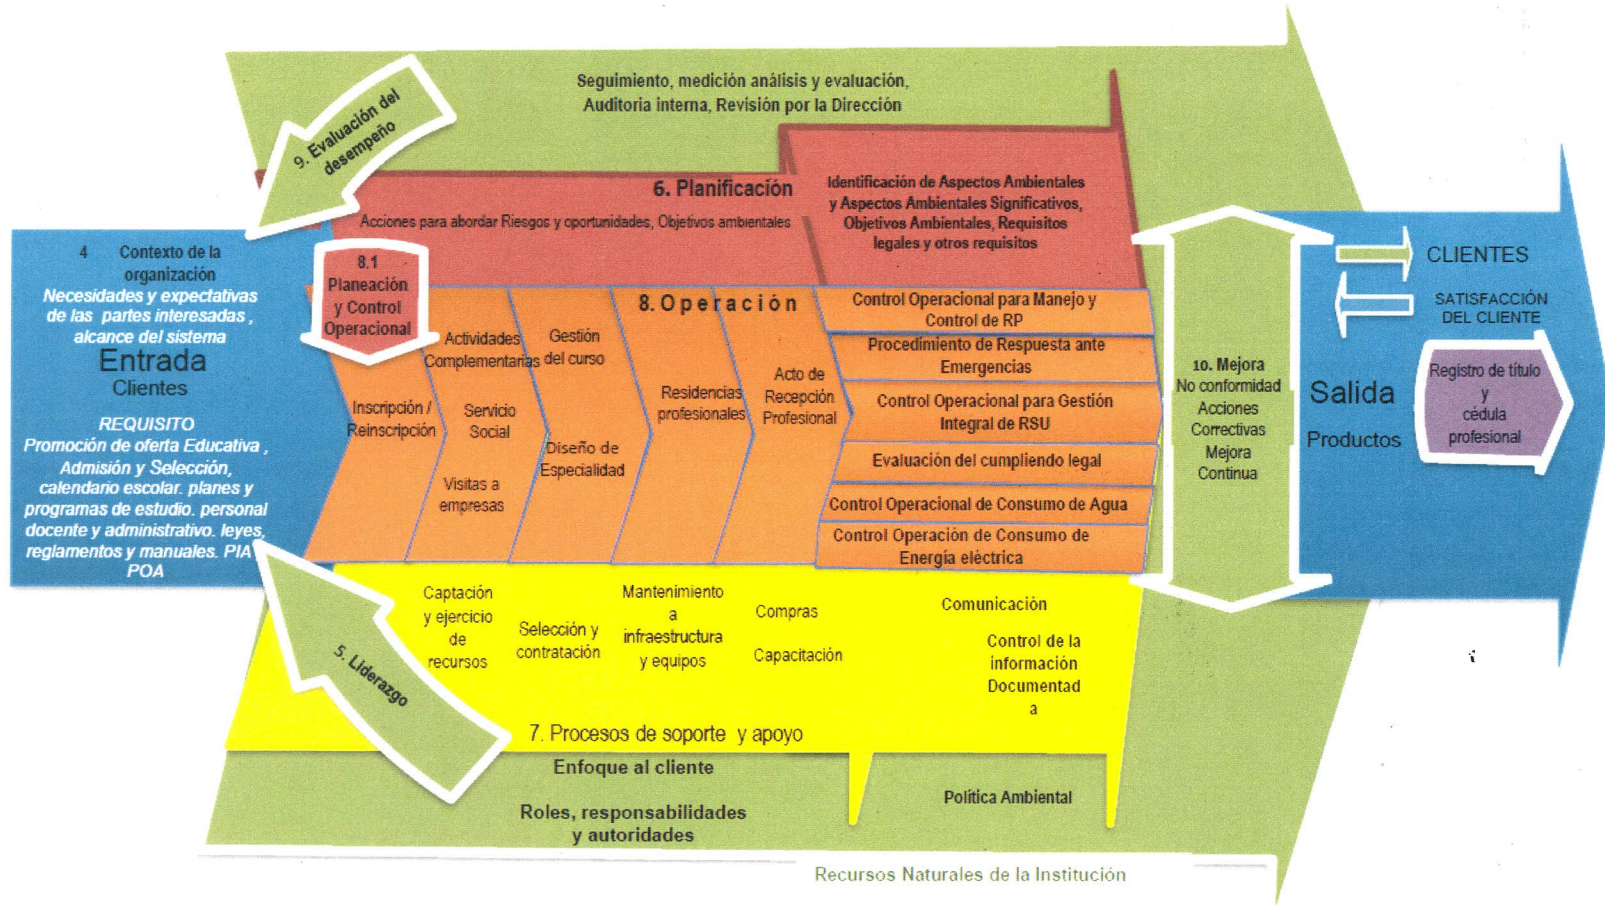 Seguimiento, medición análisis y evaluación,
Auditoria interna, Revisión por la Dirección
9. Evaluación del
desempeño
6. Planificación
Acciones para abordar Riesgos y oportunidades, Objetivos ambientales
Identificación de Aspectos Ambientales
y Aspectos Ambientales Significativos,
Objetivos Ambientales, Requisitos
legales y otros requisitos
4 Contexto de la
organización
Necesidades y expectativas
de las partes interesadas ,
alcance del sistema
Entrada
Clientes
REQUISITO
Promoción de oferta Educativa ,
Admisión y Selección,
calendario escolar. planes y
programas de estudio. personal
docente y administrativo. leyes,
reglamentos y manuales. PIA
POA
8.1
Planeación
y Control
Operacional
8. Operación
Inscripción /
Reinscripción
Actividades
Complementarias
Servicio
Social
Visitas a
empresas
Gestión
del curso
Diseño de
Especialidad
Residencias
profesionales
Acto de
Recepción
Profesional
Control Operacional para Manejo y
Control de RP
Procedimiento de Respuesta ante
Emergencias
Control Operacional para Gestión
Integral de RSU
Evaluación del cumpliendo legal
Control Operacional de Consumo de Agua
Control Operación de Consumo de
Energía eléctrica
10. Mejora
No conformidad
Acciones
Correctivas
Mejora
Continua
CLIENTES
SATISFACCIÓN
DEL CLIENTE
Salida
Productos
Registro de título
y
cédula
profesional
5. Liderazgo
Captación
y ejercicio
de
recursos
Selección y
contratación
Mantenimiento
a
infraestructura
y equipos
Compras
Capacitación
Comunicación
Control de la
información
Documentad
a
7. Procesos de soporte y apoyo
Enfoque al cliente
Roles, responsabilidades
y autoridades
Política Ambiental
Recursos Naturales de la Institución